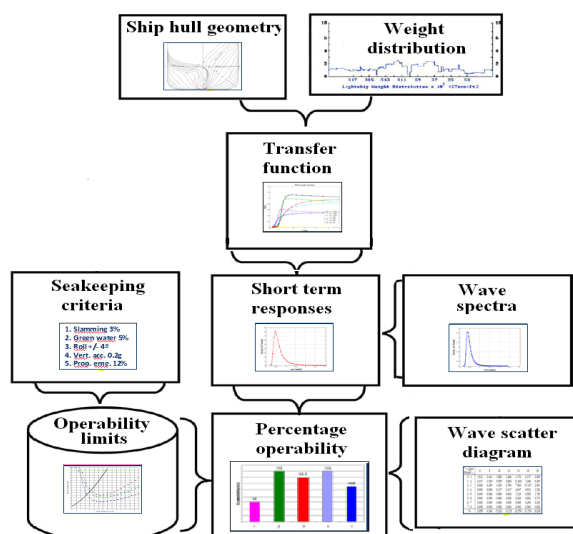 Ship hull geometry
Weight
distribution
Lightship Weight Distribution x 10
Transfer
function
Seakeeping
criteria
1. Slamming 3%
2. Green water 5%
3. Roll +/- 4º
4. Vert. acc. 0.2g
5. Prop. emg. 12%
Short term
responses
Wave
spectra
Operability
limits
Percentage
operability
Wave scatter
diagram